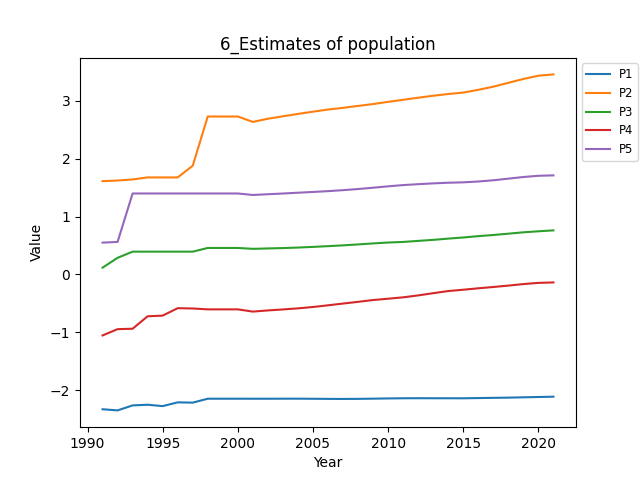 6_Estimates of population
P1
P2
P3
P4
P5
Value
3
2
1
0
−1
−2
1990 1995 2000 2005 2010 2015 2020
Year